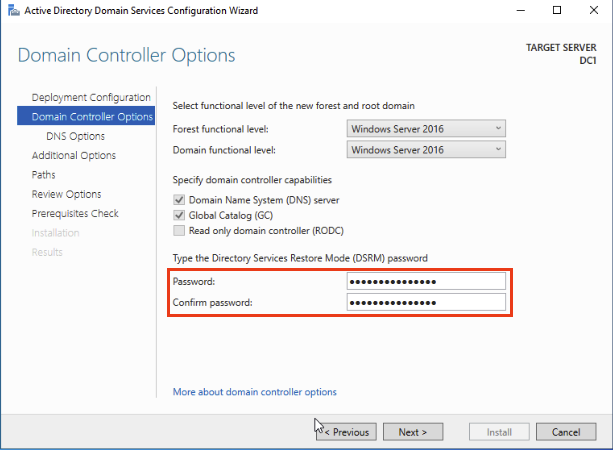 Active Directory Domain Services Configuration Wizard
Domain Controller Options
TARGET SERVER
DC1
Deployment Configuration
Domain Controller Options
DNS Options
Additional Options
Paths
Review Options
Prerequisites Check
Installation
Results
Select functional level of the new forest and root domain
Forest functional level: Windows Server 2016
Domain functional level: Windows Server 2016
Specify domain controller capabilities
Domain Name System (DNS) server
Global Catalog (GC)
Read only domain controller (RODC)
Type the Directory Services Restore Mode (DSRM) password
Password: ●●●●●●●●●●●●●●●
Confirm password: ●●●●●●●●●●●●●●●
More about domain controller options
< Previous Next > Install Cancel